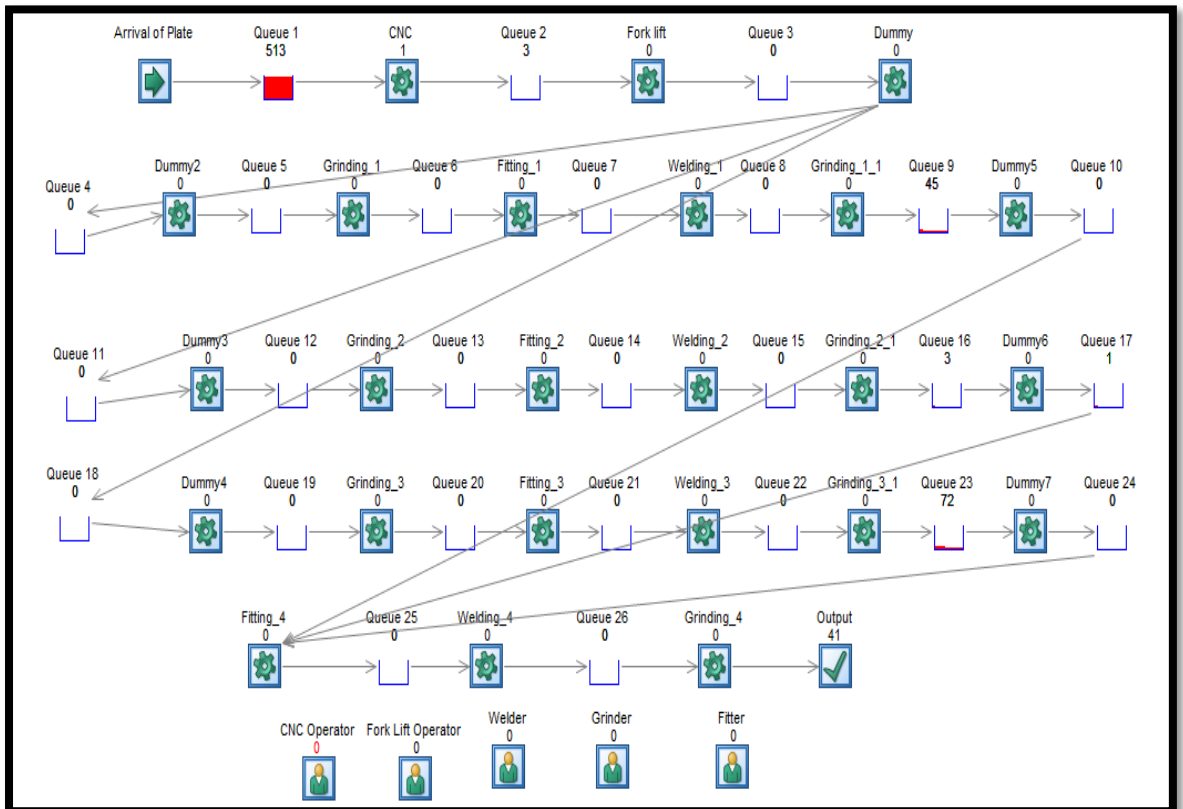 Arrival of Plate Queue 1 CNC Queue 2 Fork lift Queue 3 Dummy
513 1 3 0 0 0
Dummy2 Queue 5 Grinding_1 Queue 6 Fitting_1 Queue 7 Welding_1 Queue 8 Grinding_1_1 Queue 9 Dummy5 Queue 10
0 0 0 0 0 0 0 0 0 45 0 0
Queue 4
0
Dummy3 Queue 12 Grinding_2 Queue 13 Fitting_2 Queue 14 Welding_2 Queue 15 Grinding_2_1 Queue 16 Dummy6 Queue 17
0 0 0 0 0 0 0 0 0 3 0 1
Queue 11
0
Queue 18
0
Dummy4 Queue 19 Grinding_3 Queue 20 Fitting_3 Queue 21 Welding_3 Queue 22 Grinding_3_1 Queue 23 Dummy7 Queue 24
0 0 0 0 0 0 0 0 0 72 0 0
Fitting_4 Queue 25 Welding_4 Queue 26 Grinding_4 Output
0 0 0 0 0 41
CNC Operator Fork Lift Operator Welder Grinder Fitter
0 0 0 0 0